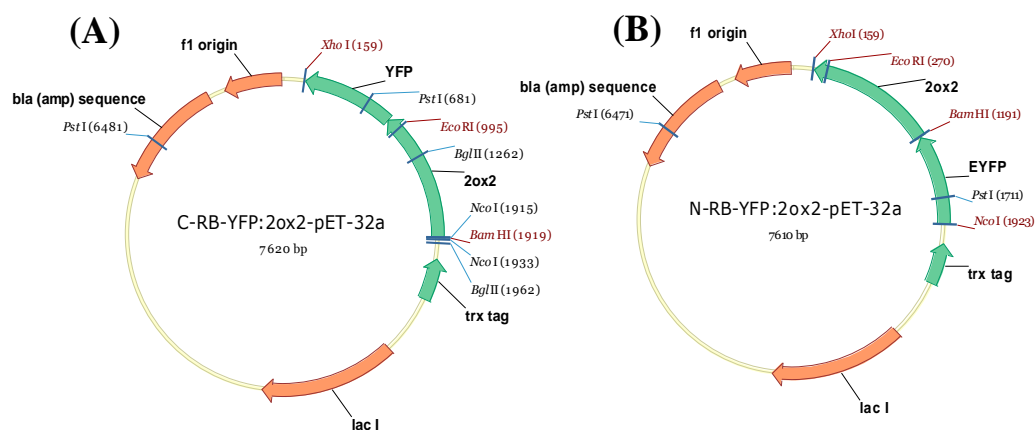 (A)
f1 origin
XhoI (159)
YFP
bla (amp) sequence
PstI (681)
PstI (6481)
EcoRI (995)
BglII (1262)
2ox2
NcoI (1915)
C-RB-YFP:2ox2-pET-32a
BamHI (1919)
7620 bp
NcoI (1933)
BglII (1962)
trx tag
lac I
(B)
XhoI (159)
f1 origin
EcoRI (270)
2ox2
bla (amp) sequence
PstI (6471)
BamHI (1191)
EYFP
PstI (1711)
N-RB-YFP:2ox2-pET-32a
NcoI (1923)
7610 bp
trx tag
lac I